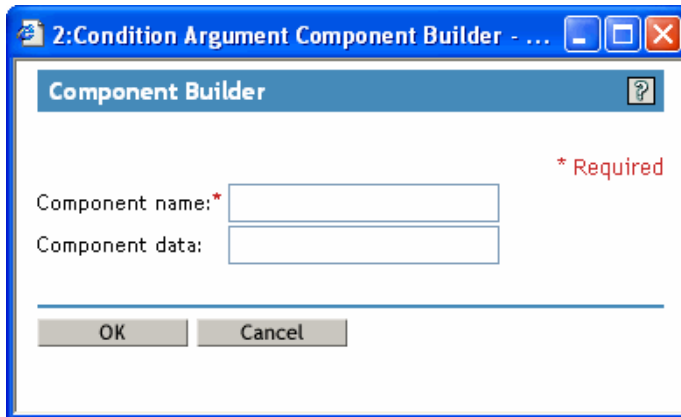 2:Condition Argument Component Builder - ...
Component Builder ?
* Required
Component name:*
Component data:
OK Cancel